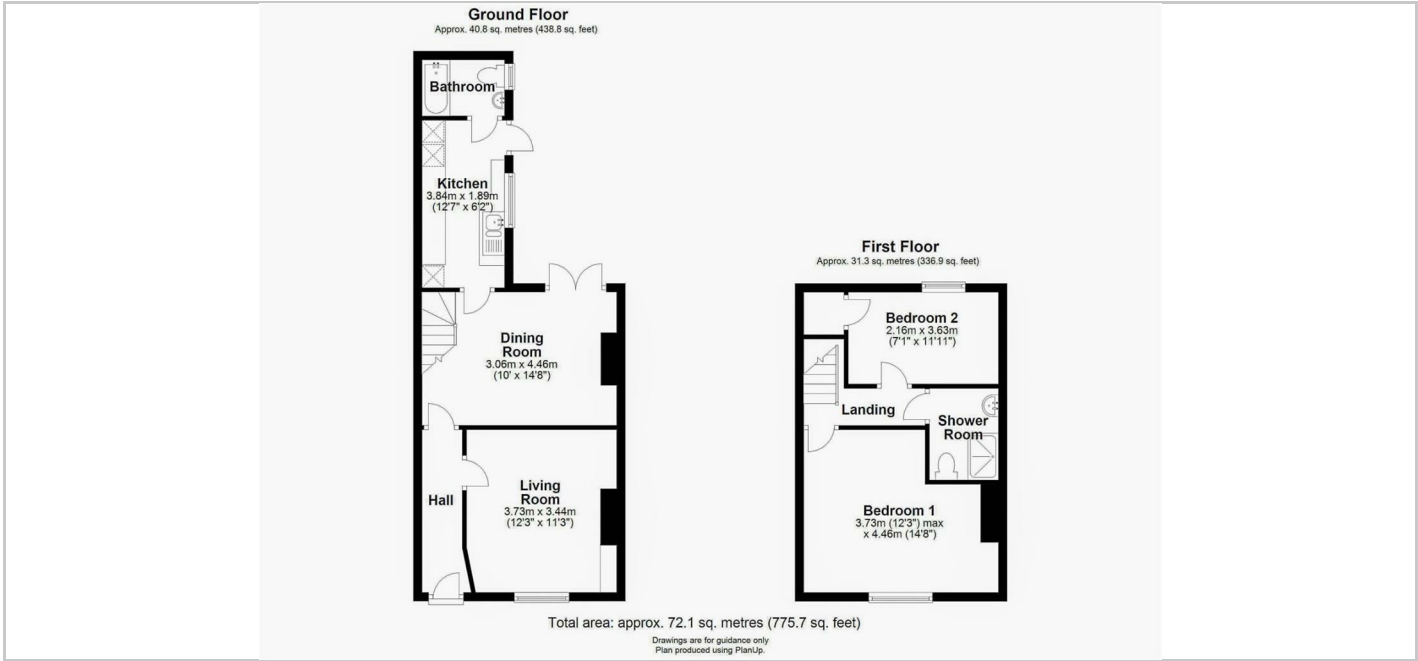 Ground Floor
Approx. 40.8 sq. metres (438.8 sq. feet)
Bathroom
Kitchen
3.84m x 1.89m
(12'7" x 6'2")
Dining
Room
3.06m x 4.46m
(10' x 14'8")
Hall
Living
Room
3.73m x 3.44m
(12'3" x 11'3")
First Floor
Approx. 31.3 sq. metres (336.9 sq. feet)
Bedroom 2
2.16m x 3.63m
(7'1" x 11'11")
Landing
Shower
Room
Bedroom 1
3.73m (12'3") max
x 4.46m (14'8")
Total area: approx. 72.1 sq. metres (775.7 sq. feet)
Drawings are for guidance only
Plan produced using PlanUp.